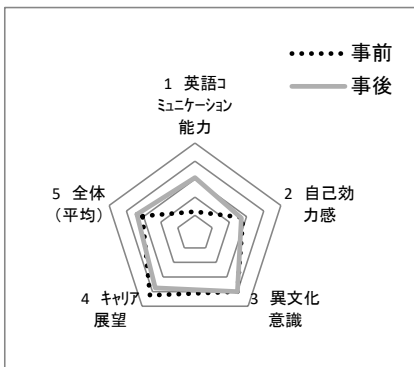 事前
事後
1 英語コ
ミュニケーション
能力
2 自己効
力感
3 異文化
意識
4 キャリア
展望
5 全体
(平均)